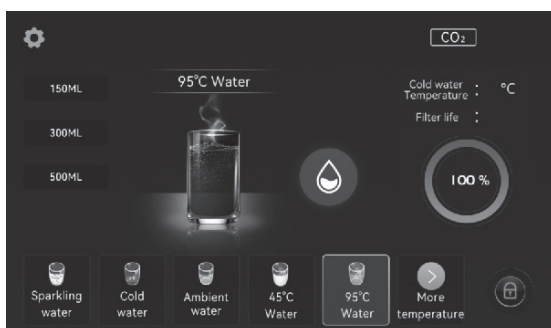 CO₂
95°C Water
150ML
300ML
500ML
Cold water
Temperature : °C
Filter life :
100 %
Sparkling
water
Cold
water
Ambient
water
45°C
Water
95°C
Water
More
temperature